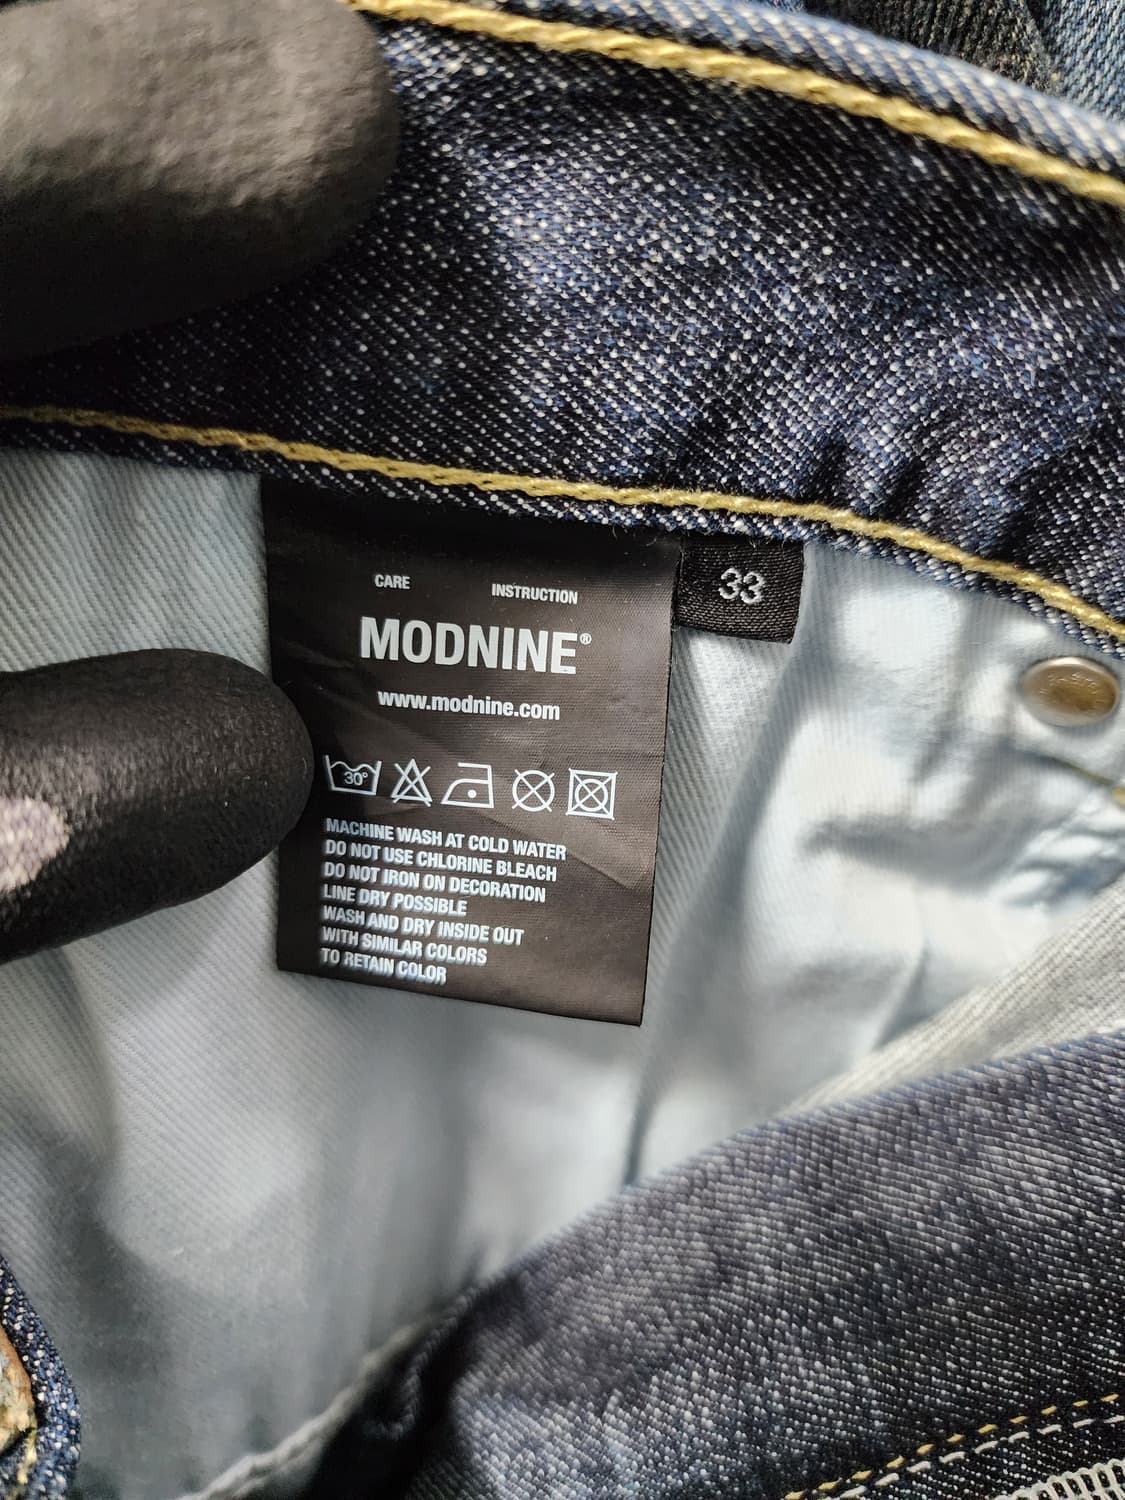 CARE INSTRUCTION
33
MODNINE®
www.modnine.com
30°
MACHINE WASH AT COLD WATER
DO NOT USE CHLORINE BLEACH
DO NOT IRON ON DECORATION
LINE DRY POSSIBLE
WASH AND DRY INSIDE OUT
WITH SIMILAR COLORS
TO RETAIN COLOR